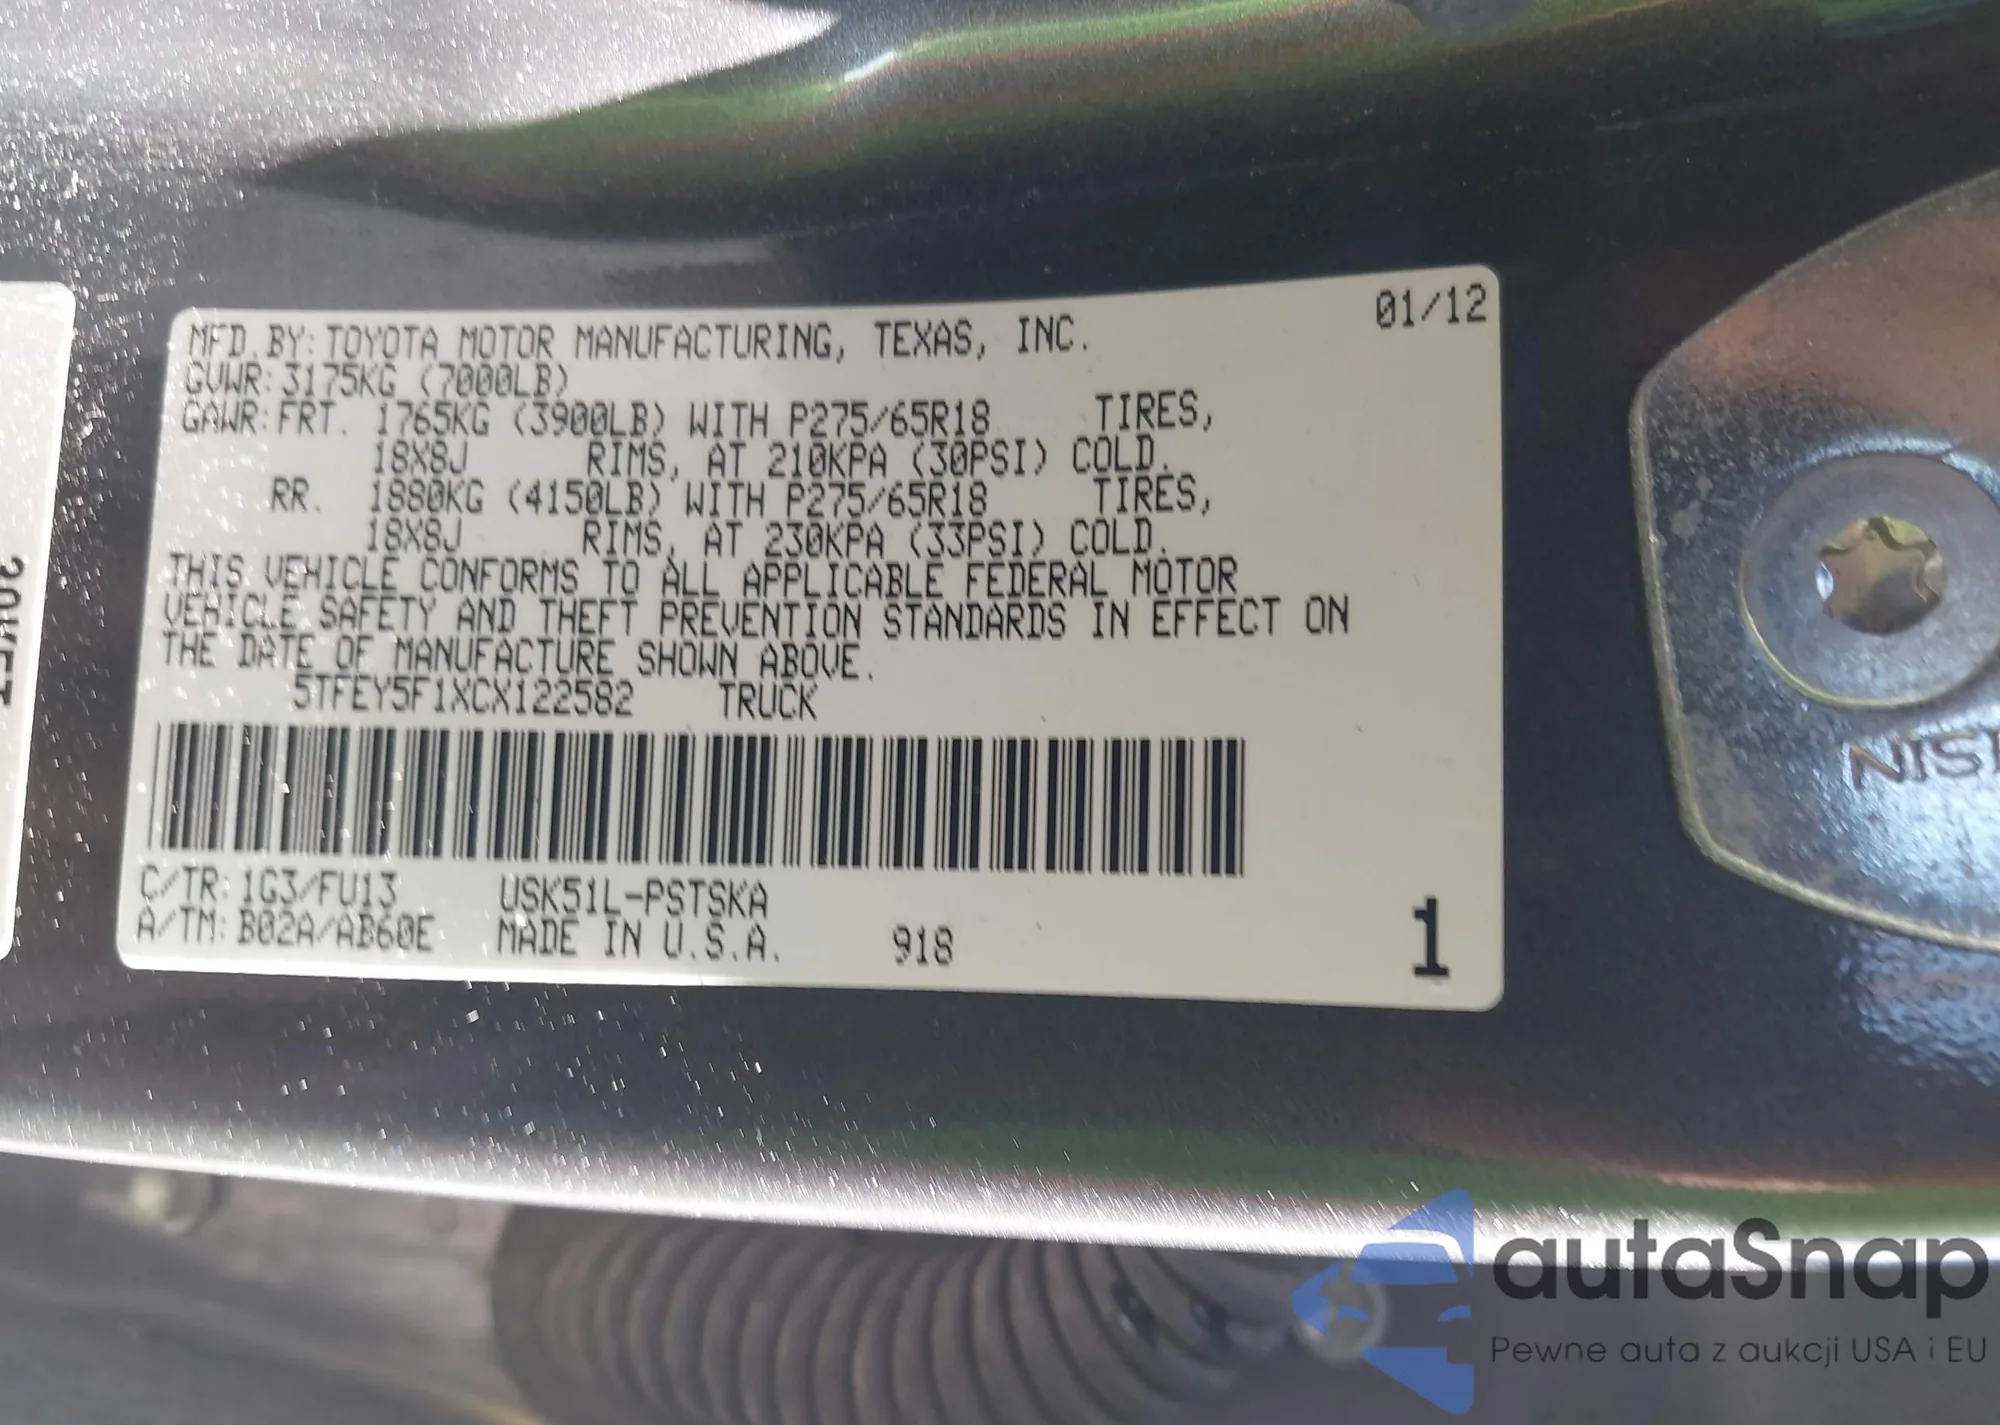 01/12
MFD. BY: TOYOTA MOTOR MANUFACTURING, TEXAS, INC.
GVWR: 3175KG (7000LB)
GAWR: FRT. 1765KG (3900LB) WITH P275/65R18 TIRES,
18X8J RIMS, AT 210KPA (30PSI) COLD.
RR. 1880KG (4150LB) WITH P275/65R18 TIRES,
18X8J RIMS, AT 230KPA (33PSI) COLD.
THIS VEHICLE CONFORMS TO ALL APPLICABLE FEDERAL MOTOR
VEHICLE SAFETY AND THEFT PREVENTION STANDARDS IN EFFECT ON
THE DATE OF MANUFACTURE SHOWN ABOVE.
5TFEY5F1XCX122582 TRUCK
C/TR: 1G3/FU13 USK51L-PSTSKA
A/TM: B02A/AB60E MADE IN U.S.A. 918
1
autaSnap
Pewne auta z aukcji USA i EU